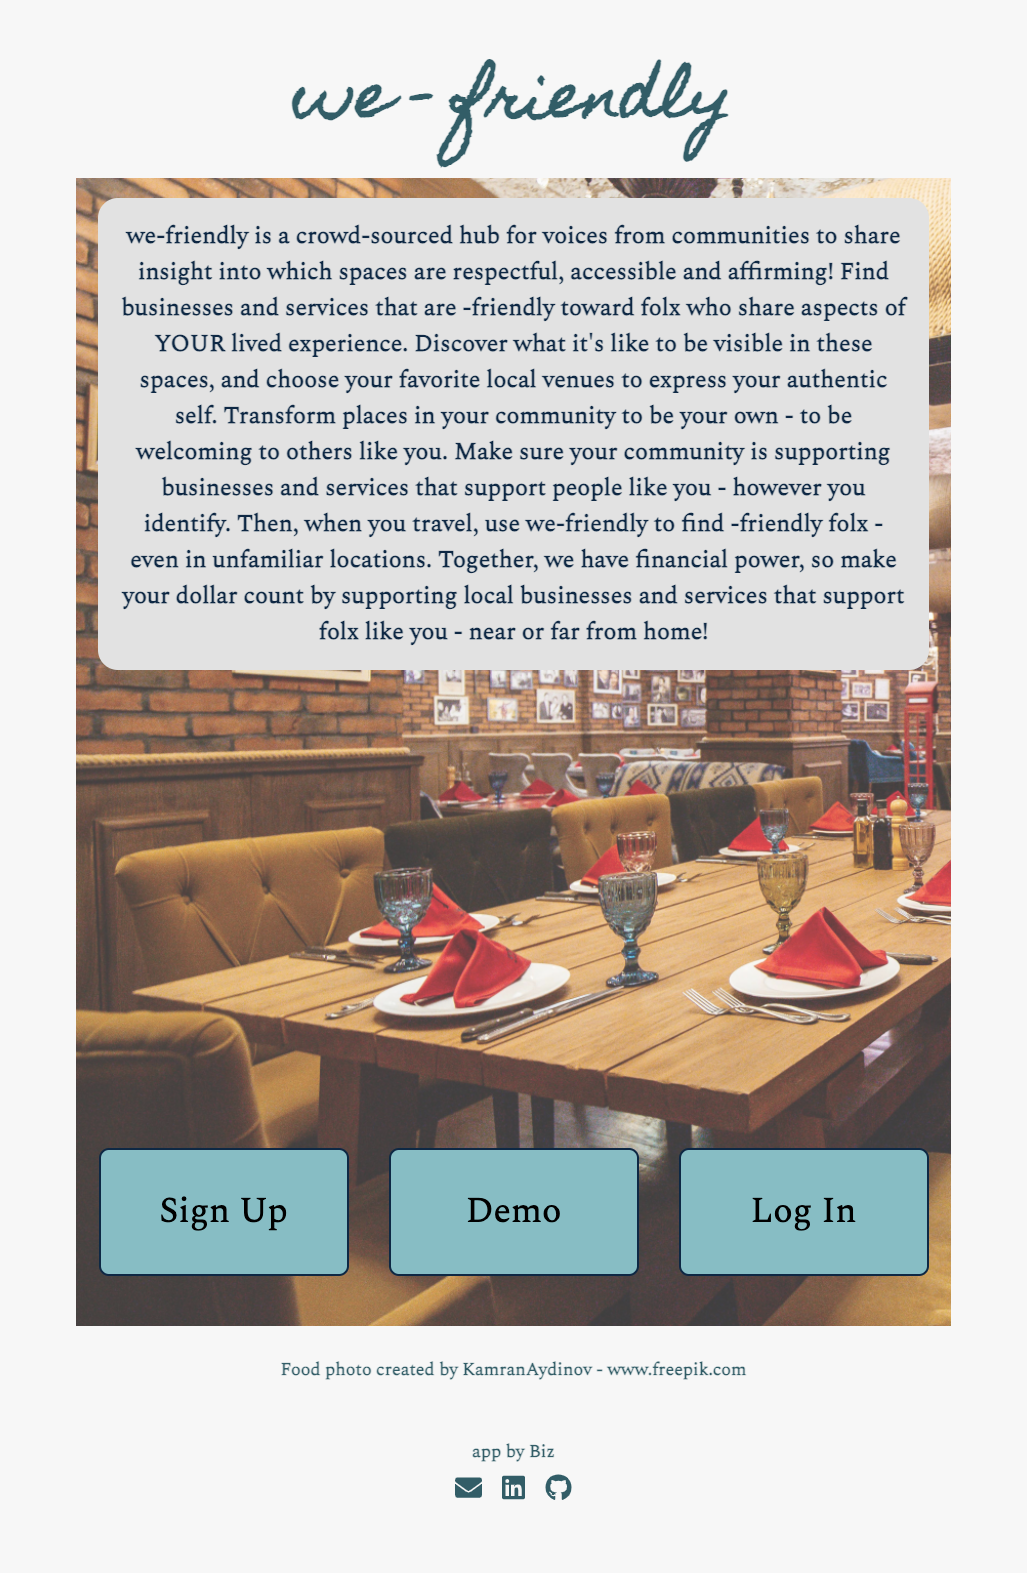 we-friendly
we-friendly is a crowd-sourced hub for voices from communities to share
insight into which spaces are respectful, accessible and affirming! Find
businesses and services that are -friendly toward folx who share aspects of
YOUR lived experience. Discover what it's like to be visible in these
spaces, and choose your favorite local venues to express your authentic
self. Transform places in your community to be your own - to be
welcoming to others like you. Make sure your community is supporting
businesses and services that support people like you - however you
identify. Then, when you travel, use we-friendly to find -friendly folx -
even in unfamiliar locations. Together, we have financial power, so make
your dollar count by supporting local businesses and services that support
folx like you - near or far from home!
Sign Up
Demo
Log In
Food photo created by KamranAydinov - www.freepik.com
app by Biz